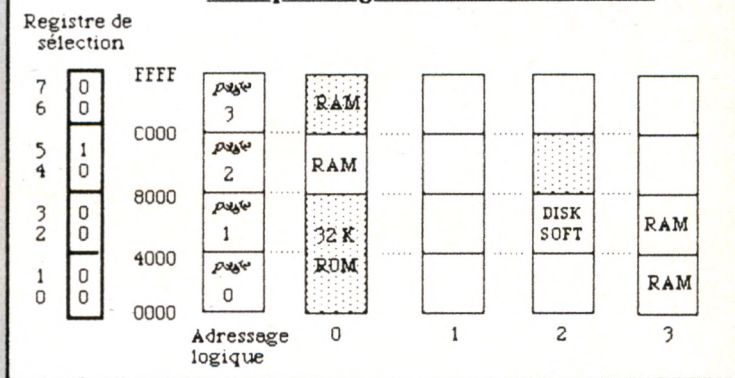 Registre de
sélection
FFFF
7 0 page RAM
6 0 3
C000
5 1 page RAM
4 0 2
8000
3 0 page 32 K DISK RAM
2 0 1 ROM SOFT
4000
1 0 page RAM
0 0 0
0000
Adressage 0 1 2 3
logique